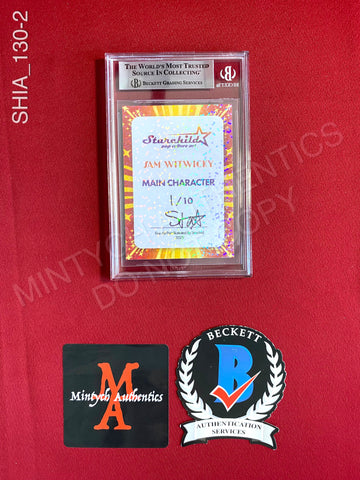 SHIA_130-2
THE WORLD'S MOST TRUSTED
SOURCE IN COLLECTING
BECKETT GRADING SERVICES
Starchild
SAM WITWICKY
MAIN CHARACTER
1/10
MINTYCH AUTHENTICS
DO NOT COPY
MA
Mintych Authentics
BECKETT
B
AUTHENTICATION
SERVICES